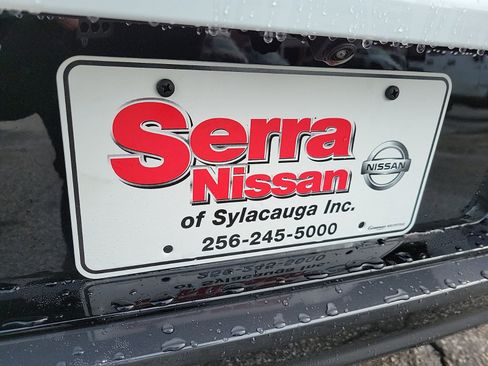 Serra
Nissan
NISSAN
of Sylacauga Inc.
256-245-5000